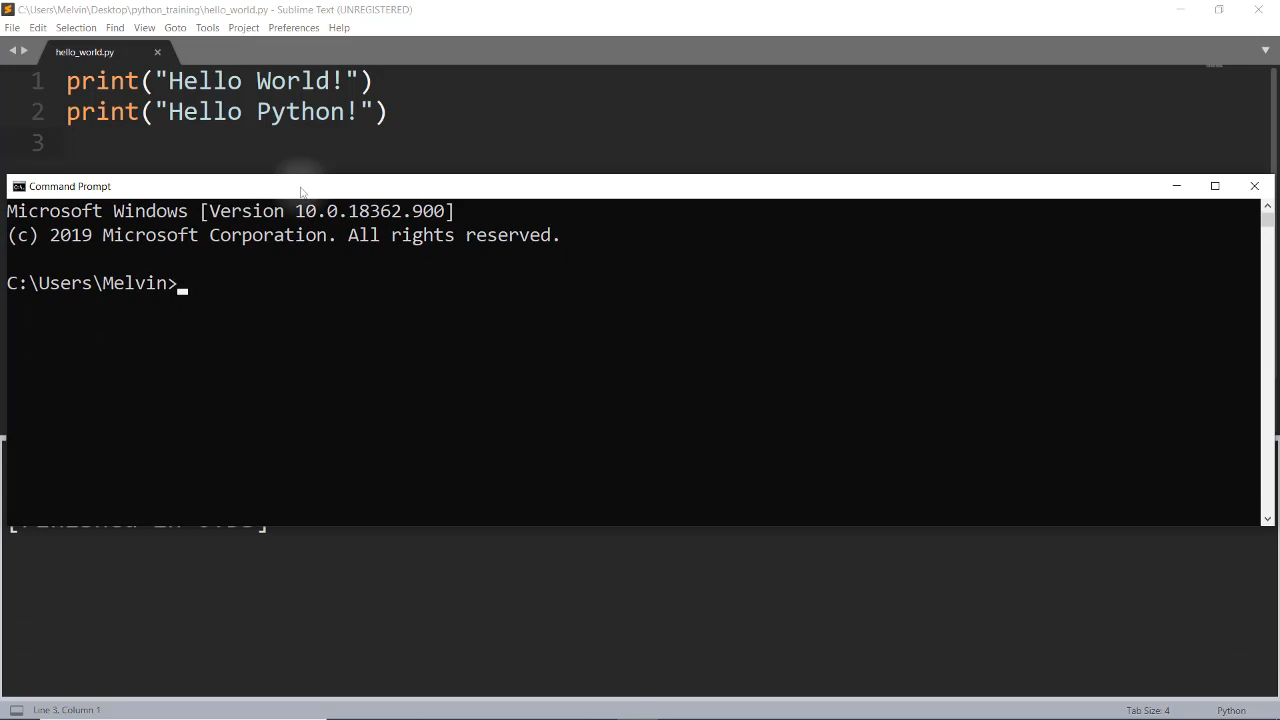 C:\Users\Melvin\Desktop\python_training\hello_world.py - Sublime Text (UNREGISTERED)
File Edit Selection Find View Goto Tools Project Preferences Help
hello_world.py
1 print("Hello World!")
2 print("Hello Python!")
3
Command Prompt
Microsoft Windows [Version 10.0.18362.900]
(c) 2019 Microsoft Corporation. All rights reserved.
C:\Users\Melvin>
Line 3, Column 1
Tab Size: 4
Python